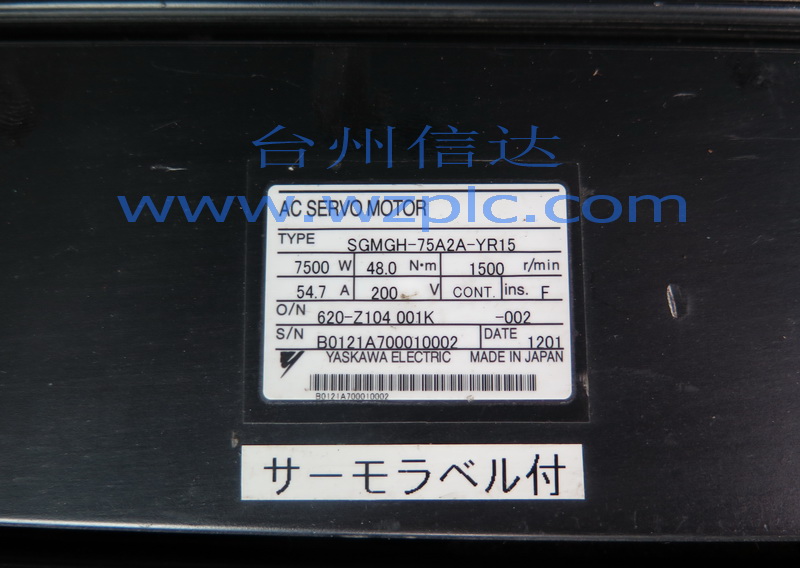 台州信达
www.wzplc.com
AC SERVO MOTOR
TYPE SGMGH-75A2A-YR15
7500 W 48.0 N·m 1500 r/min
54.7 A 200 V CONT. ins. F
O/N 620-Z104 001K -002
S/N B0121A700010002 DATE 1201
YASKAWA ELECTRIC MADE IN JAPAN
B0121A700010002
サーモラベル付